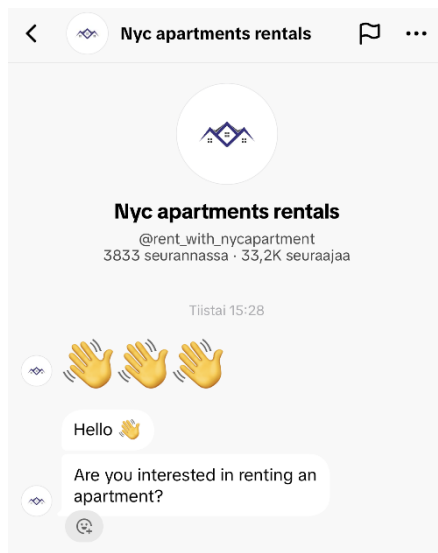 Nyc apartments rentals
Nyc apartments rentals
@rent_with_nycapartment
3833 seurannassa · 33,2K seuraajaa
Tiistai 15:28
👋👋👋
Hello 👋
Are you interested in renting an
apartment?